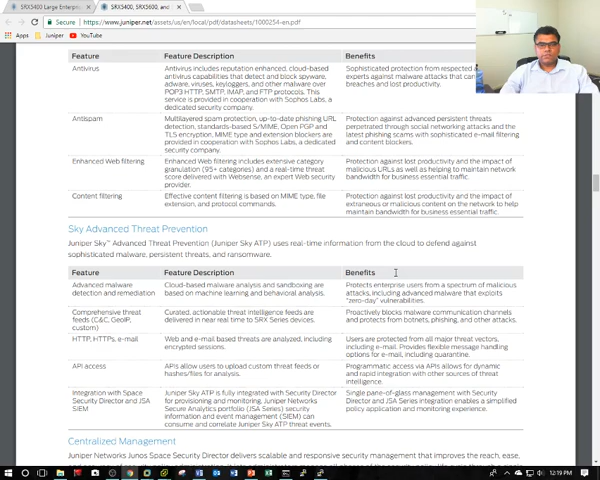 SRX5400 Large Enterpris
SRX5400, SRX5600, and
Secure
https://www.juniper.net/assets/us/en/local/pdf/datasheets/1000254-en.pdf
Apps
Juniper
YouTube
Feature
Feature Description
Benefits
Antivirus
Antivirus includes reputation enhanced, cloud-based
antivirus capabilities that detect and block spyware,
adware, viruses, keyloggers, and other malware over
POP3 HTTP, SMTP, IMAP, and FTP protocols. This
service is provided in cooperation with Sophos Labs, a
dedicated security company.
Sophisticated protection from respected a
experts against malware attacks that can
breaches and lost productivity.
Antispam
Multilayered spam protection, up-to-date phishing URL
detection, standards-based S/MIME. Open PGP and
TLS encryption, MIME type and extension blockers are
provided in cooperation with Sophos Labs, a dedicated
security company.
Protection against advanced persistent threats
perpetrated through social networking attacks and the
latest phishing scams with sophisticated e-mail filtering
and content blockers.
Enhanced Web filtering
Enhanced Web filtering includes extensive category
granulation (95+ categories) and a real-time threat
score delivered with Websense, an expert Web security
provider.
Protection against lost productivity and the impact of
malicious URLs as well as helping to maintain network
bandwidth for business essential traffic.
Content filtering
Effective content filtering is based on MIME type, file
extension, and protocol commands.
Protection against lost productivity and the impact of
extraneous or malicious content on the network to help
maintain bandwidth for business essential traffic.
Sky Advanced Threat Prevention
Juniper Sky™ Advanced Threat Prevention (Juniper Sky ATP) uses real-time information from the cloud to defend against
sophisticated malware, persistent threats, and ransomware.
Feature
Feature Description
Benefits
Advanced malware
detection and remediation
Cloud-based malware analysis and sandboxing are
based on machine learning and behavioral analysis.
Protects enterprise users from a spectrum of malicious
attacks, including advanced malware that exploits
"zero-day" vulnerabilities.
Comprehensive threat
feeds (C&C, GeoIP,
custom)
Curated, actionable threat intelligence feeds are
delivered in near real time to SRX Series devices.
Proactively blocks malware communication channels
and protects from botnets, phishing, and other attacks.
HTTP, HTTPs, e-mail
Web and e-mail based threats are analyzed, including
encrypted sessions.
Users are protected from all major threat vectors,
including e-mail. Provides flexible message handling
options for e-mail, including quarantine.
API access
APIs allow users to upload custom threat feeds or
hashes/files for analysis.
Programmatic access via APIs allows for dynamic
and rapid integration with other sources of threat
intelligence.
Integration with Space
Security Director and JSA
SIEM
Juniper Sky ATP is fully integrated with Security Director
for provisioning and monitoring. Juniper Networks
Secure Analytics portfolio (JSA Series) security
information and event management (SIEM) can
consume and correlate Juniper Sky ATP threat events.
Single pane-of-glass management with Security
Director and JSA Series integration enables a simplified
policy application and monitoring experience.
Centralized Management
Juniper Networks Junos Space Security Director delivers scalable and responsive security management that improves the reach, ease,
12:19 PM